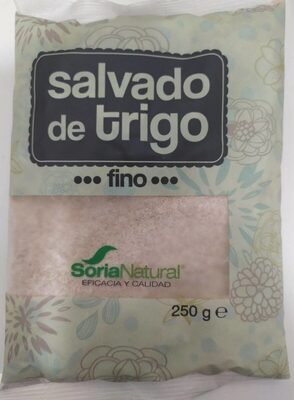 salvado
de trigo
••• fino •••
SoriaNatural®
EFICACIA Y CALIDAD
250 g ℮